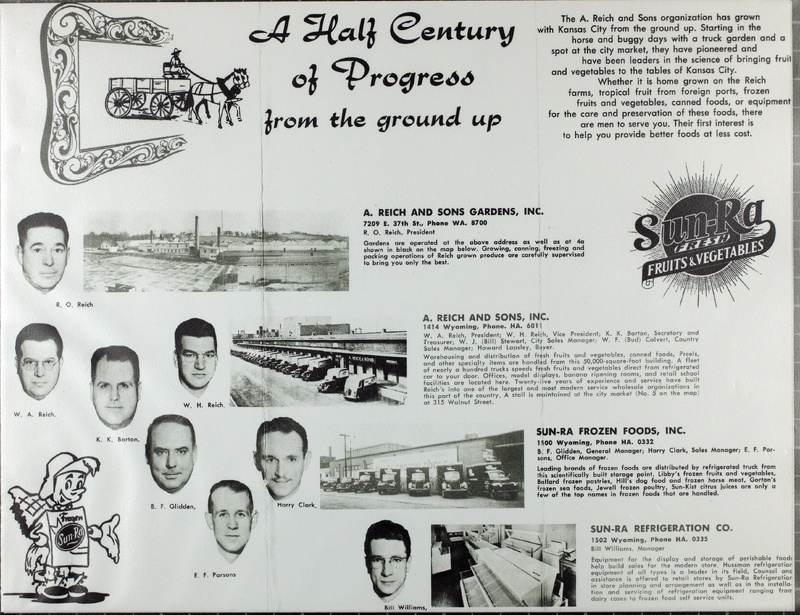 A Half Century
of Progress
from the ground up
The A. Reich and Sons organization has grown
with Kansas City from the ground up. Starting in the
horse and buggy days with a truck garden and a
spot at the city market, they have pioneered and
have been leaders in the science of bringing fruit
and vegetables to the tables of Kansas City.
Whether it is home grown on the Reich
farms, tropical fruit from foreign ports, frozen
fruits and vegetables, canned foods, or equipment
for the care and preservation of these foods, there
are men to serve you. Their first interest is
to help you provide better foods at less cost.
Sun-Ra
FRESH
FRUITS & VEGETABLES
R. O. Reich
A. REICH AND SONS GARDENS, INC.
7209 E. 37th St., Phone WA. 8700
R. O. Reich, President
Gardens are operated at the above address as well as at 4a
shown in black on the map below. Growing, canning, freezing and
packing operations of Reich grown produce are carefully supervised
to bring you only the best.
W. A. Reich,
K. K. Barton,
W. H. Reich,
A. REICH & SONS
A. REICH AND SONS, INC.
1414 Wyoming, Phone. HA. 6011
W. A. Reich, President; W. H. Reich, Vice President; K. K. Barton, Secretary and
Treasurer; W. J. (Bill) Stewart, City Sales Manager; W. F. (Bud) Calvert, Country
Sales Manager; Howard Lapsley, Buyer.
Warehousing and distribution of fresh fruits and vegetables, canned foods, Preels,
and other specialty items are handled from this 50,000-square-foot building. A fleet
of nearly a hundred trucks speeds fresh fruits and vegetables direct from refrigerated
car to your door. Offices, model displays, banana ripening rooms, and retail school
facilities are located here. Twenty-five years of experience and service have built
Reich's into one of the largest and most modern service wholesale organizations in
this part of the country. A stall is maintained at the city market (No. 5 on the map)
at 315 Walnut Street.
B. F. Glidden,
Harry Clark,
E. F. Parsons
SUN-RA FROZEN FOODS, INC.
1500 Wyoming, Phone HA. 0332
B. F. Glidden, General Manager; Harry Clark, Sales Manager; E. F. Par-
sons, Office Manager.
Leading brands of frozen foods are distributed by refrigerated truck from
this scientifically built storage point. Libby's frozen fruits and vegetables,
Ballard frozen pastries, Hill's dog food and frozen horse meat, Gorton's
frozen sea foods, Jewell frozen poultry, Sun-Kist citrus juices are only a
few of the top names in frozen foods that are handled.
Frozen
Sun-Ra
Bill Williams,
SUN-RA REFRIGERATION CO.
1502 Wyoming, Phone HA. 0335
Bill Williams, Manager
Equipment for the display and storage of perishable foods
help build sales for the modern store. Hussman refrigeration
equipment of all types is a leader in its field. Counsel and
assistance is offered to retail stores by Sun-Ra Refrigeration
in store planning and arrangement as well as in the installa-
tion and servicing of refrigeration equipment ranging from
dairy cases to frozen food self service units.